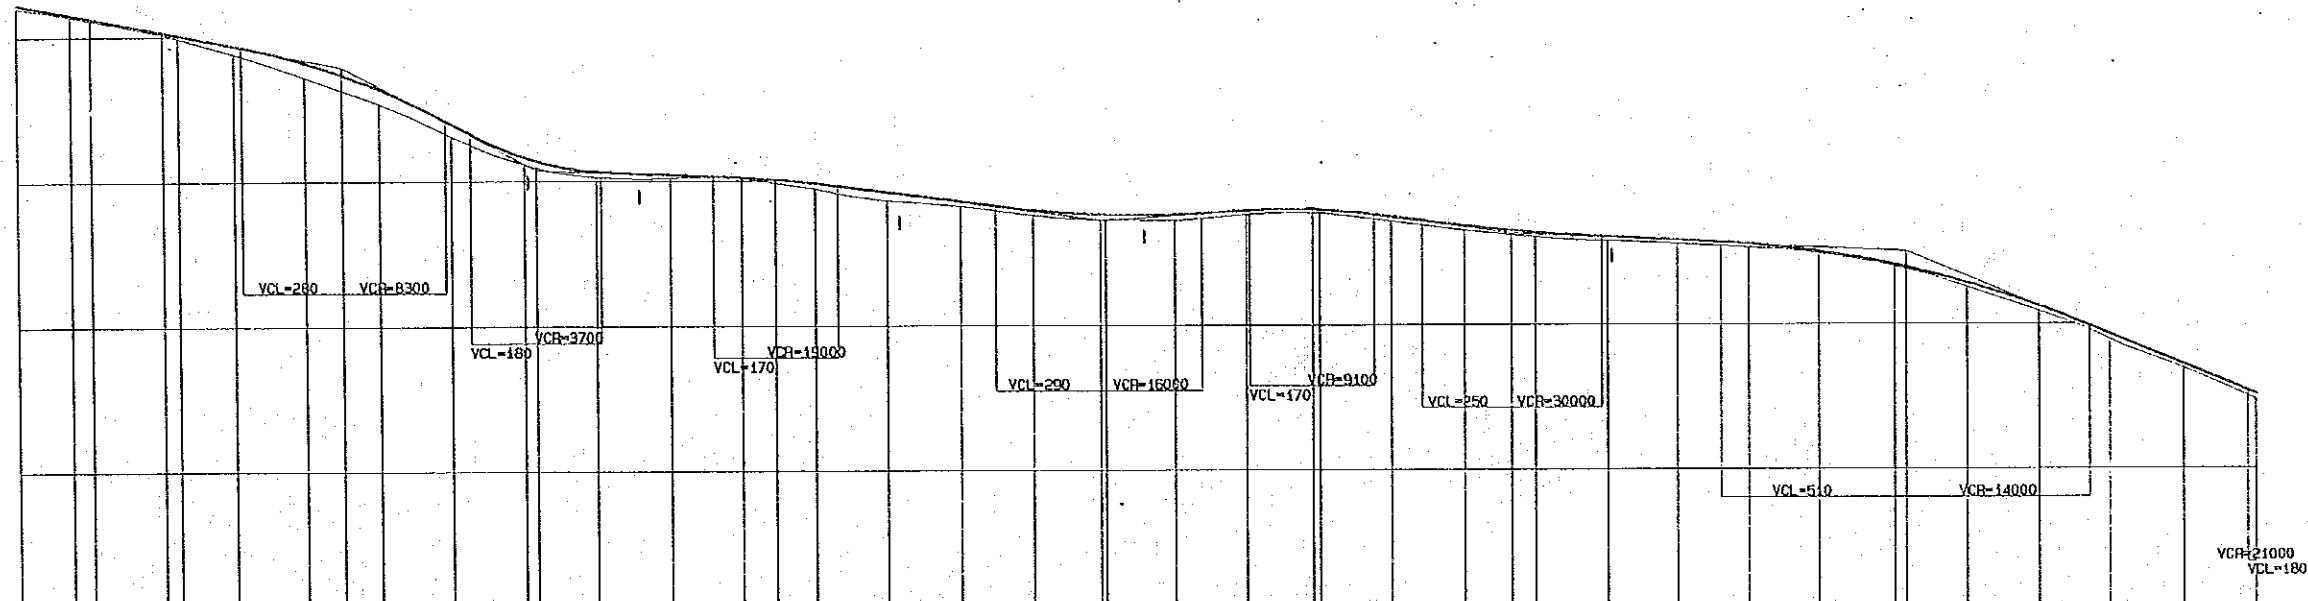 VCL=280
VCR=8300
VCR=3700
VCL=180
VCR=15000
VCL=170
VCL=290
VCR=16000
VCR=9100
VCL=170
VCL=250
VCR=30000
VCL=510
VCR=14000
VCR=21000
VCL=180